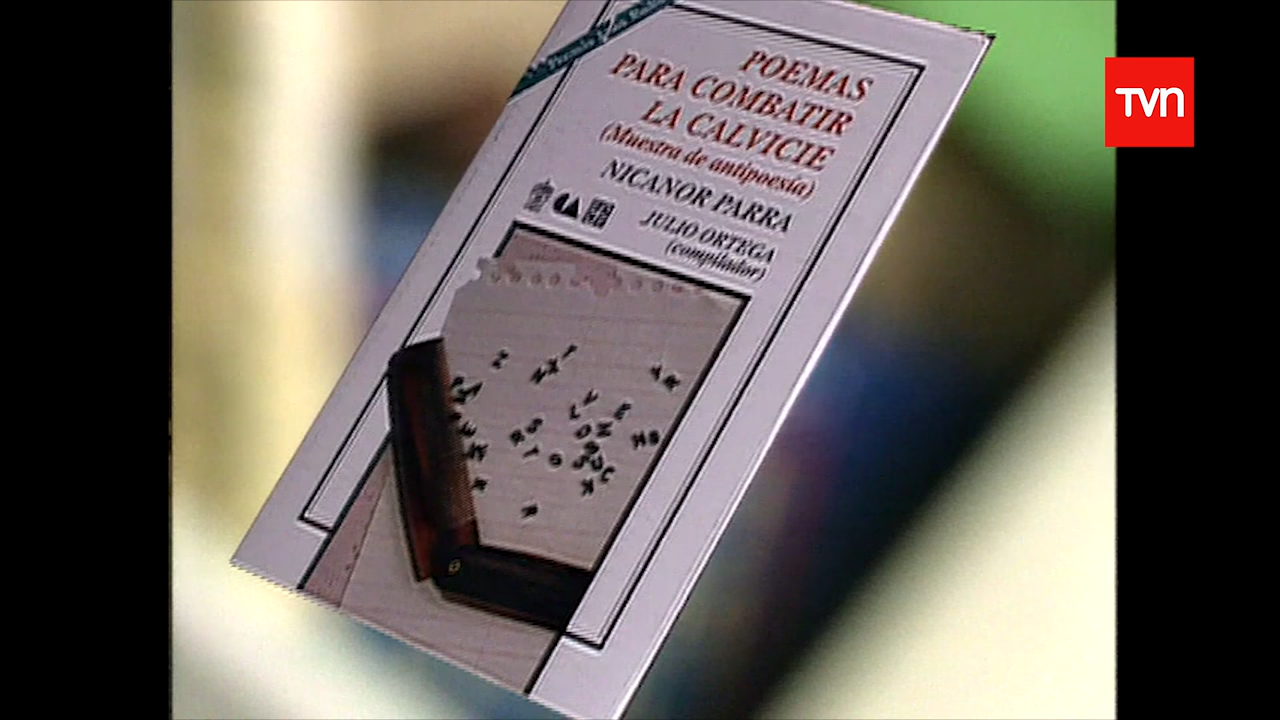 POEMAS
PARA COMBATIR
LA CALVICIE
(Muestra de antipoesía)
NICANOR PARRA
JULIO ORTEGA
(compilador)
TVN